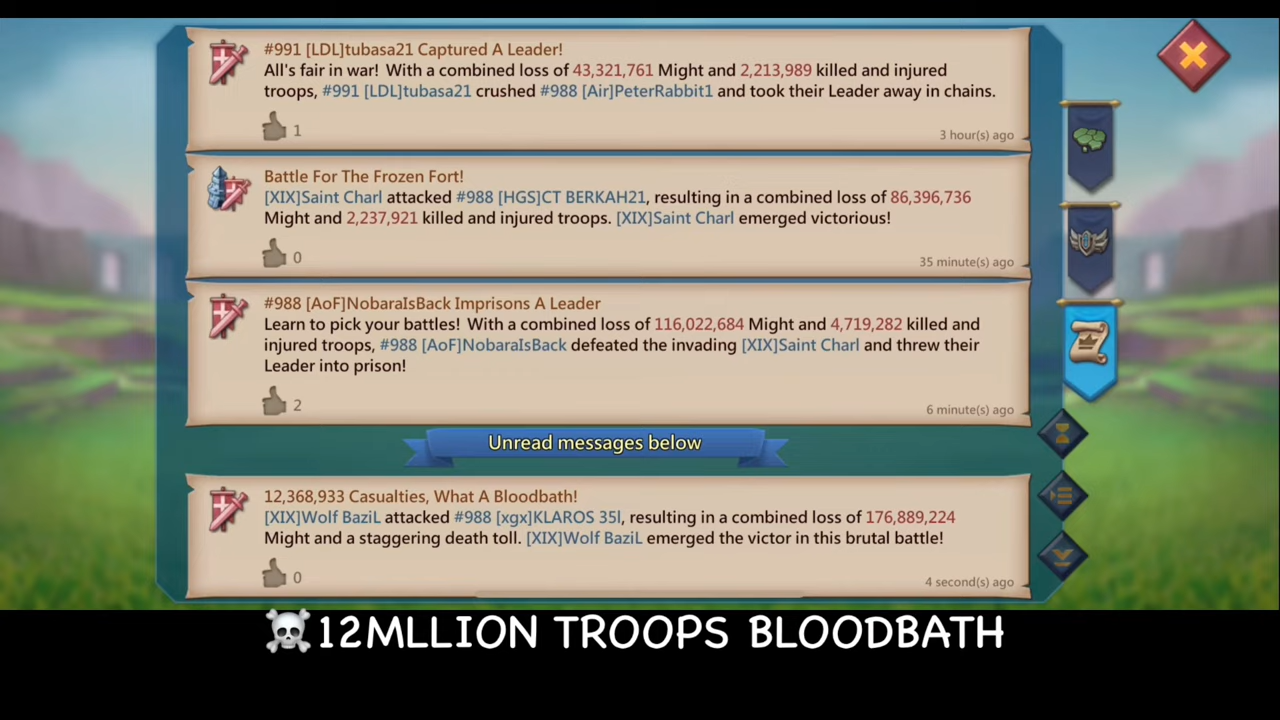 #991 [LDL]tubasa21 Captured A Leader!
All's fair in war! With a combined loss of 43,321,761 Might and 2,213,989 killed and injured
troops, #991 [LDL]tubasa21 crushed #988 [Air]PeterRabbit1 and took their Leader away in chains.
1
3 hour(s) ago
Battle For The Frozen Fort!
[XIX]Saint Charl attacked #988 [HGS]CT BERKAH21, resulting in a combined loss of 86,396,736
Might and 2,237,921 killed and injured troops. [XIX]Saint Charl emerged victorious!
0
35 minute(s) ago
#988 [AoF]NobaraIsBack Imprisons A Leader
Learn to pick your battles! With a combined loss of 116,022,684 Might and 4,719,282 killed and
injured troops, #988 [AoF]NobaraIsBack defeated the invading [XIX]Saint Charl and threw their
Leader into prison!
2
6 minute(s) ago
Unread messages below
12,368,933 Casualties, What A Bloodbath!
[XIX]Wolf BaziL attacked #988 [xgx]KLAROS 35l, resulting in a combined loss of 176,889,224
Might and a staggering death toll. [XIX]Wolf BaziL emerged the victor in this brutal battle!
0
4 second(s) ago
☠️12MLLION TROOPS BLOODBATH